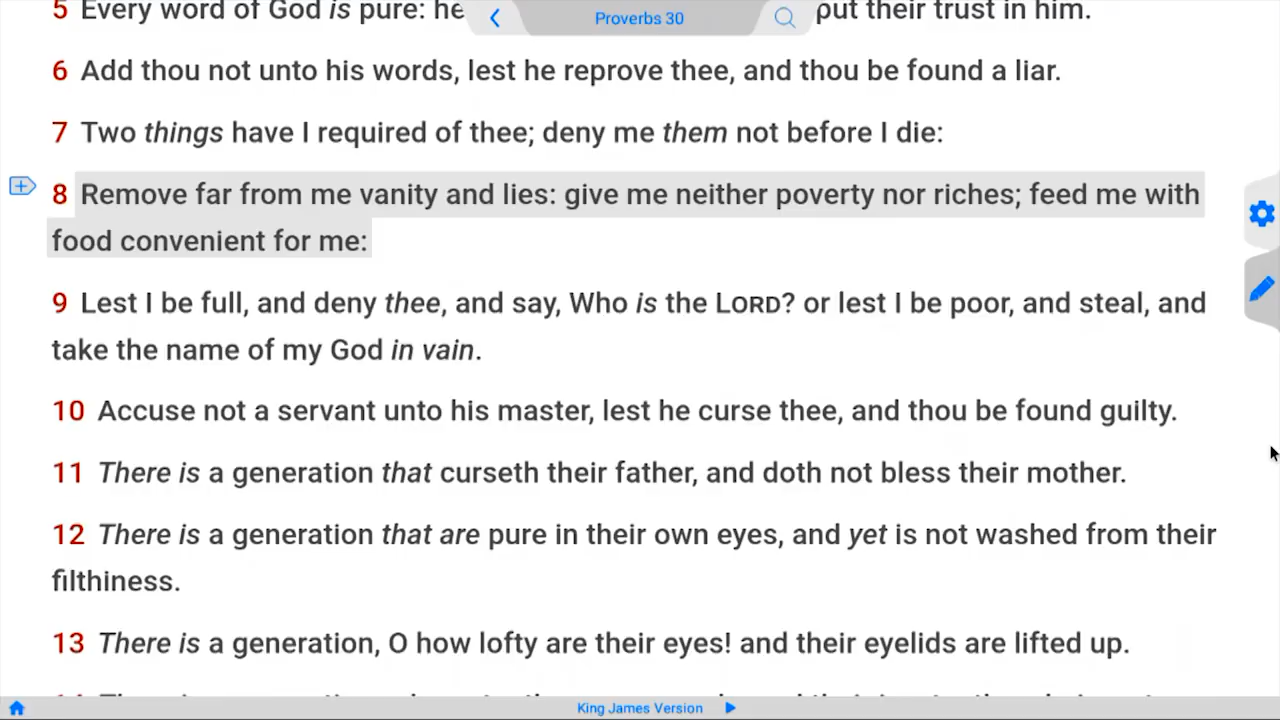 Proverbs 30
5 Every word of God is pure: he put their trust in him.
6 Add thou not unto his words, lest he reprove thee, and thou be found a liar.
7 Two things have I required of thee; deny me them not before I die:
8 Remove far from me vanity and lies: give me neither poverty nor riches; feed me with
food convenient for me:
9 Lest I be full, and deny thee, and say, Who is the LORD? or lest I be poor, and steal, and
take the name of my God in vain.
10 Accuse not a servant unto his master, lest he curse thee, and thou be found guilty.
11 There is a generation that curseth their father, and doth not bless their mother.
12 There is a generation that are pure in their own eyes, and yet is not washed from their
filthiness.
13 There is a generation, O how lofty are their eyes! and their eyelids are lifted up.
King James Version